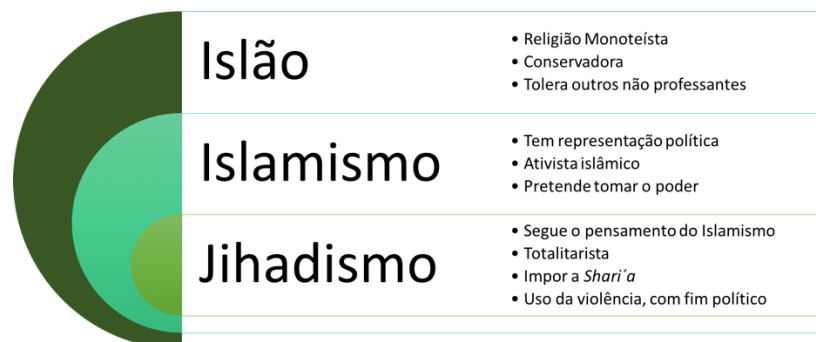 Islão
• Religião Monoteísta
• Conservadora
• Tolera outros não professantes
Islamismo
• Tem representação política
• Ativista islâmico
• Pretende tomar o poder
Jihadismo
• Segue o pensamento do Islamismo
• Totalitarista
• Impor a Shari´a
• Uso da violência, com fim político